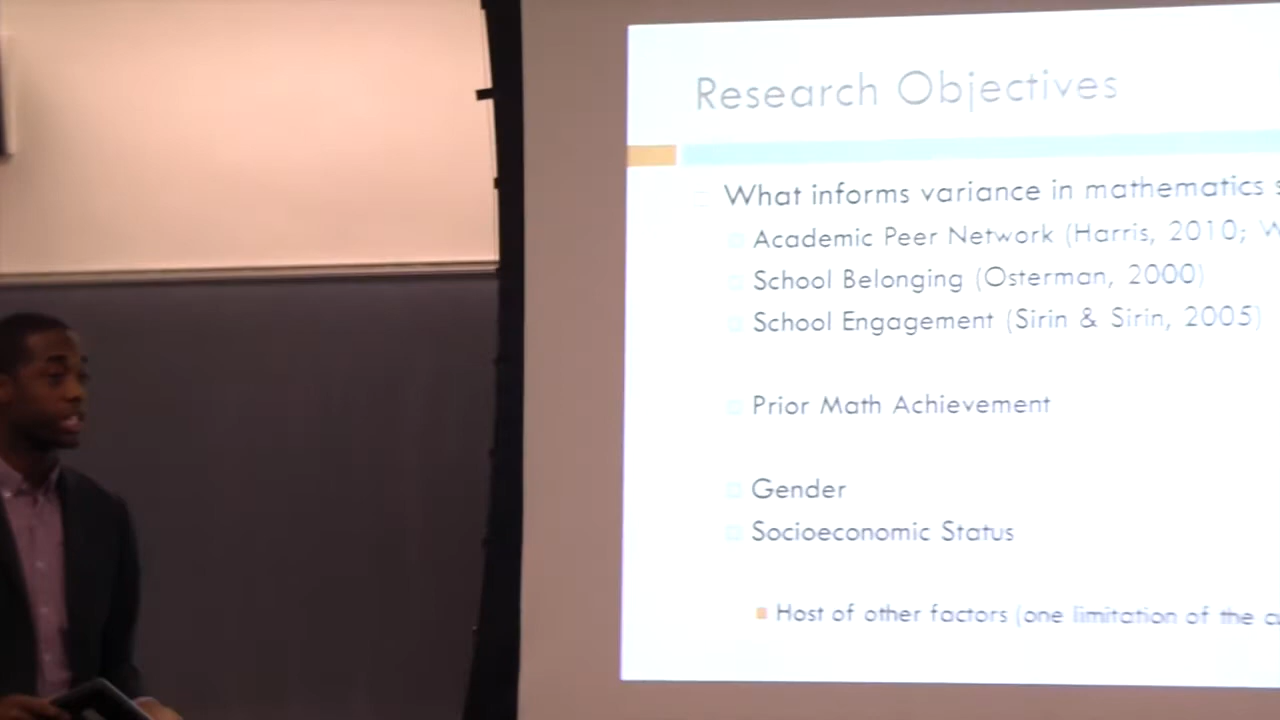 Research Objectives
What informs variance in mathematics
Academic Peer Network (Harris, 2010;
School Belonging (Osterman, 2000)
School Engagement (Sirin & Sirin, 2005)
Prior Math Achievement
Gender
Socioeconomic Status
Host of other factors (one limitation of the